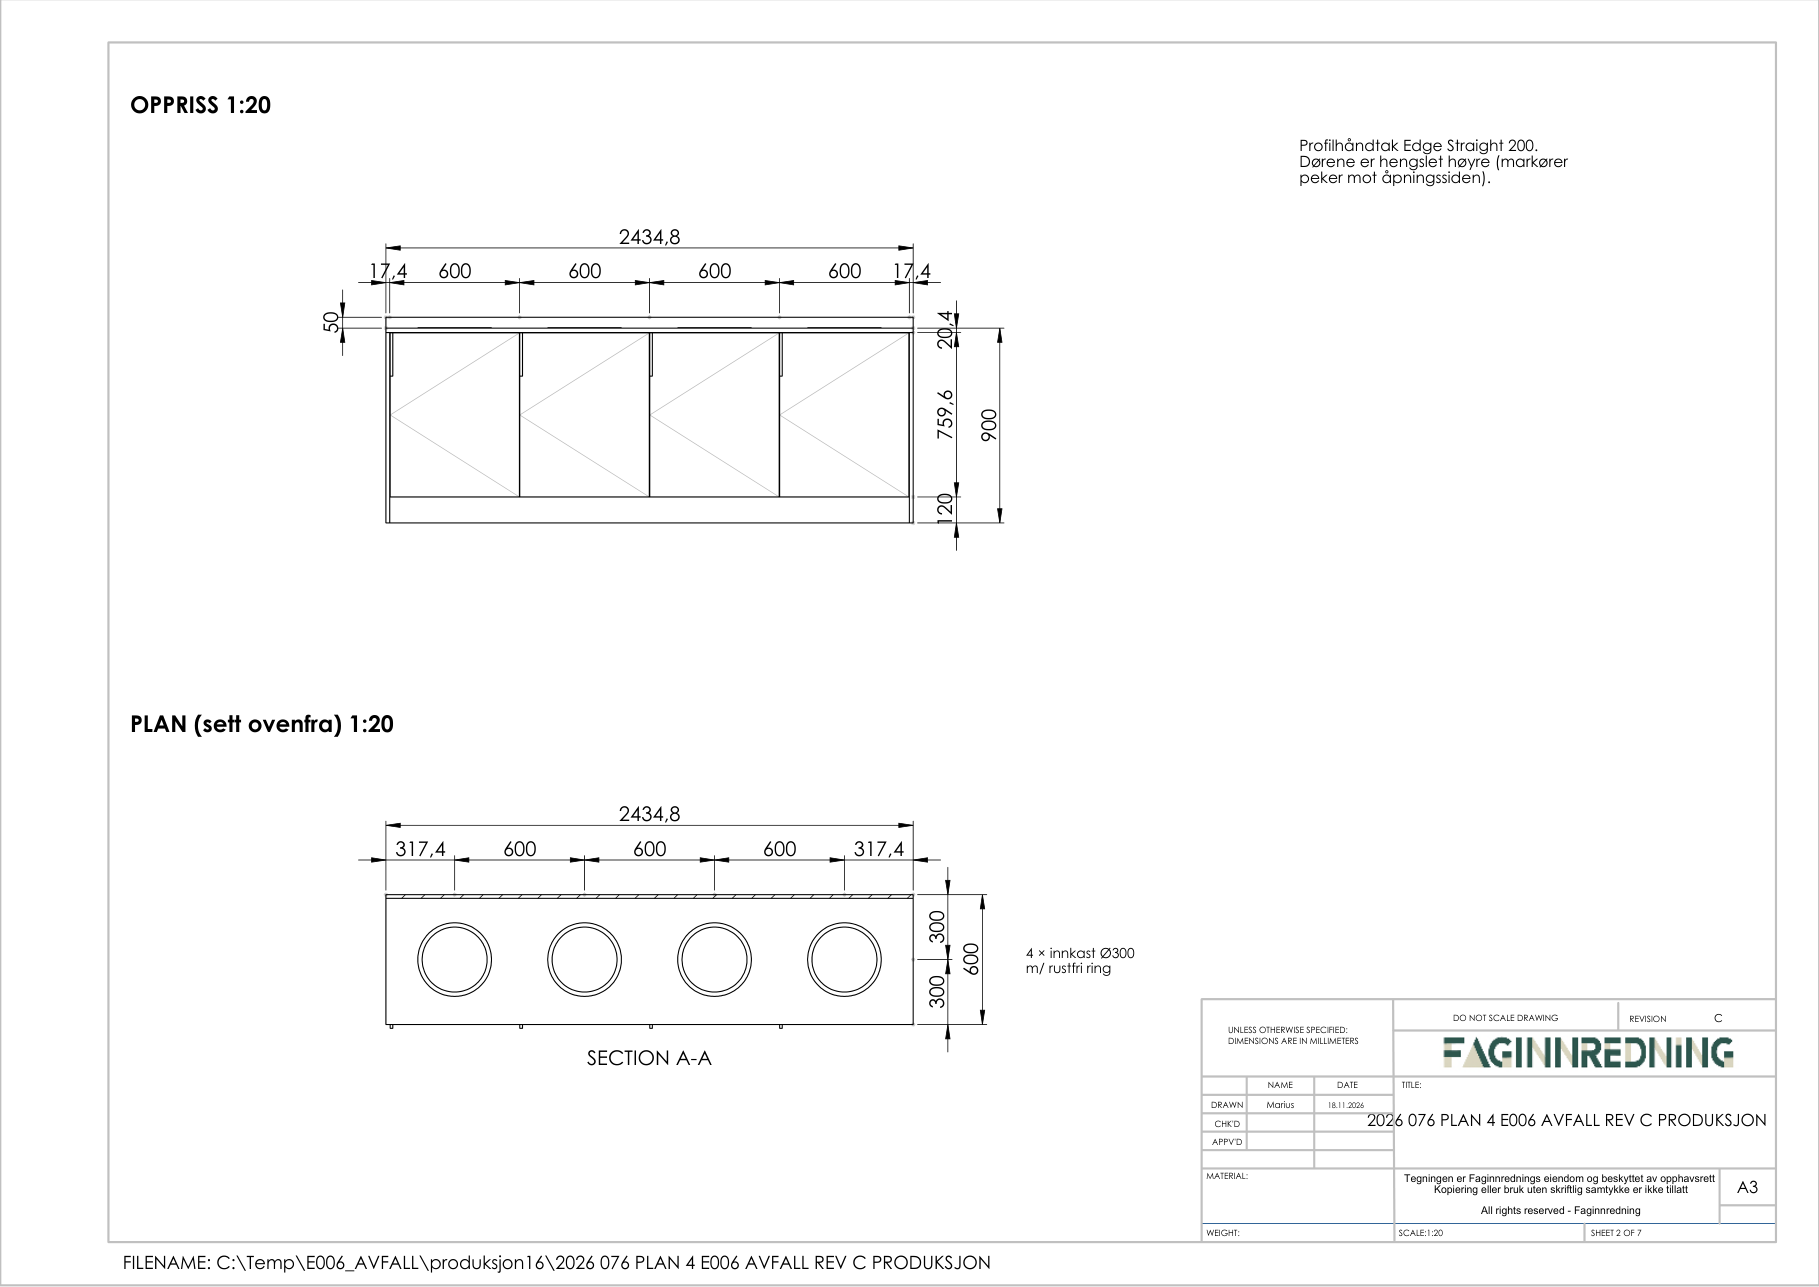 OPPRISS 1:20
Profilhåndtak Edge Straight 200.
Dørene er hengslet høyre (markører
peker mot åpningssiden).
2434,8
17,4 600 600 600 600 17,4
50
20,4
759,6
900
120
PLAN (sett ovenfra) 1:20
2434,8
317,4 600 600 600 317,4
300
600
300
4 × innkast Ø300
m/ rustfri ring
SECTION A-A
UNLESS OTHERWISE SPECIFIED:
DIMENSIONS ARE IN MILLIMETERS
DO NOT SCALE DRAWING
REVISION C
FAGINNREDNING
NAME DATE
DRAWN Marius 18.11.2026
CHK'D
APPV'D
TITLE:
2026 076 PLAN 4 E006 AVFALL REV C PRODUKSJON
MATERIAL:
Tegningen er Faginnrednings eiendom og beskyttet av opphavsrett
Kopiering eller bruk uten skriftlig samtykke er ikke tillatt
All rights reserved - Faginnredning
A3
WEIGHT:
SCALE:1:20
SHEET 2 OF 7
FILENAME: C:\Temp\E006_AVFALL\produksjon16\2026 076 PLAN 4 E006 AVFALL REV C PRODUKSJON